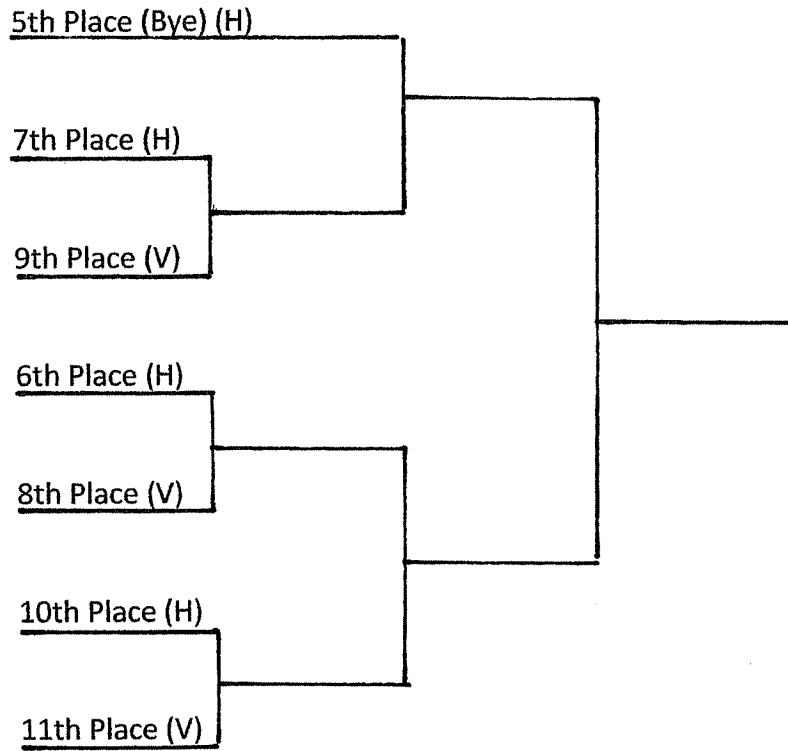 5th Place (Bye) (H)
7th Place (H)
9th Place (V)
6th Place (H)
8th Place (V)
10th Place (H)
11th Place (V)